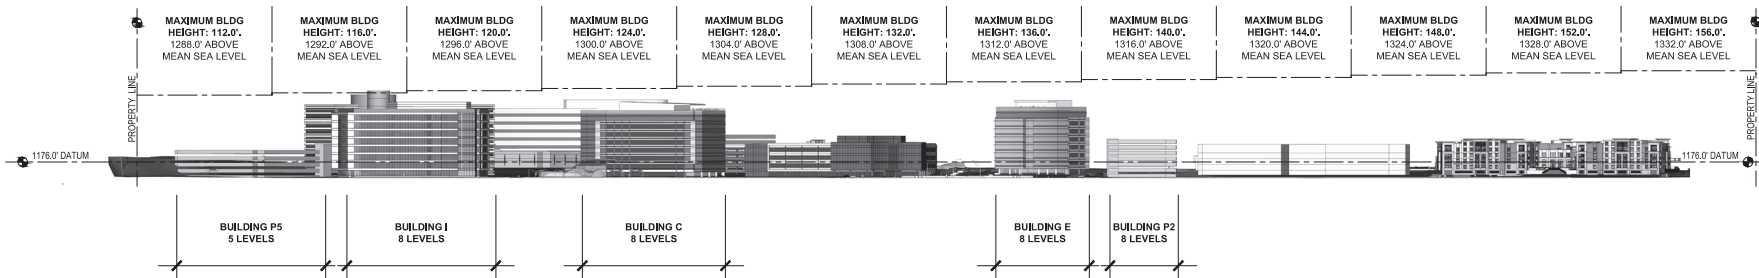 MAXIMUM BLDG
HEIGHT: 112.0'.
1288.0' ABOVE
MEAN SEA LEVEL
MAXIMUM BLDG
HEIGHT: 116.0'.
1292.0' ABOVE
MEAN SEA LEVEL
MAXIMUM BLDG
HEIGHT: 120.0'.
1296.0' ABOVE
MEAN SEA LEVEL
MAXIMUM BLDG
HEIGHT: 124.0'.
1300.0' ABOVE
MEAN SEA LEVEL
MAXIMUM BLDG
HEIGHT: 128.0'.
1304.0' ABOVE
MEAN SEA LEVEL
MAXIMUM BLDG
HEIGHT: 132.0'.
1308.0' ABOVE
MEAN SEA LEVEL
MAXIMUM BLDG
HEIGHT: 136.0'.
1312.0' ABOVE
MEAN SEA LEVEL
MAXIMUM BLDG
HEIGHT: 140.0'.
1316.0' ABOVE
MEAN SEA LEVEL
MAXIMUM BLDG
HEIGHT: 144.0'.
1320.0' ABOVE
MEAN SEA LEVEL
MAXIMUM BLDG
HEIGHT: 148.0'.
1324.0' ABOVE
MEAN SEA LEVEL
MAXIMUM BLDG
HEIGHT: 152.0'.
1328.0' ABOVE
MEAN SEA LEVEL
MAXIMUM BLDG
HEIGHT: 156.0'.
1332.0' ABOVE
MEAN SEA LEVEL
PROPERTY LINE
PROPERTY LINE
1176.0' DATUM
1176.0' DATUM
BUILDING P5
5 LEVELS
BUILDING I
8 LEVELS
BUILDING C
8 LEVELS
BUILDING E
8 LEVELS
BUILDING P2
8 LEVELS